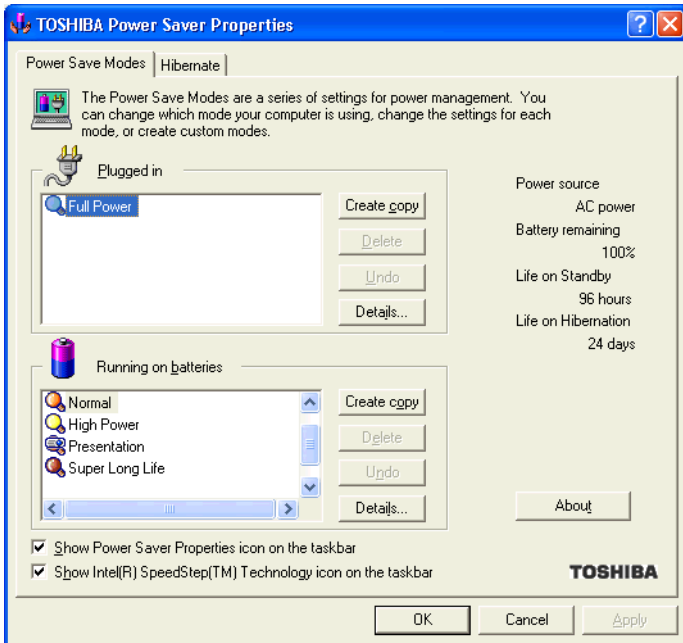 TOSHIBA Power Saver Properties
Power Save Modes
Hibernate
The Power Save Modes are a series of settings for power management. You
can change which mode your computer is using, change the settings for each
mode, or create custom modes.
Plugged in
Full Power
Create copy
Delete
Undo
Details...
Power source
AC power
Battery remaining
100%
Life on Standby
96 hours
Life on Hibernation
24 days
Running on batteries
Normal
High Power
Presentation
Super Long Life
Create copy
Delete
Undo
Details...
About
Show Power Saver Properties icon on the taskbar
Show Intel(R) SpeedStep(TM) Technology icon on the taskbar
TOSHIBA
OK
Cancel
Apply